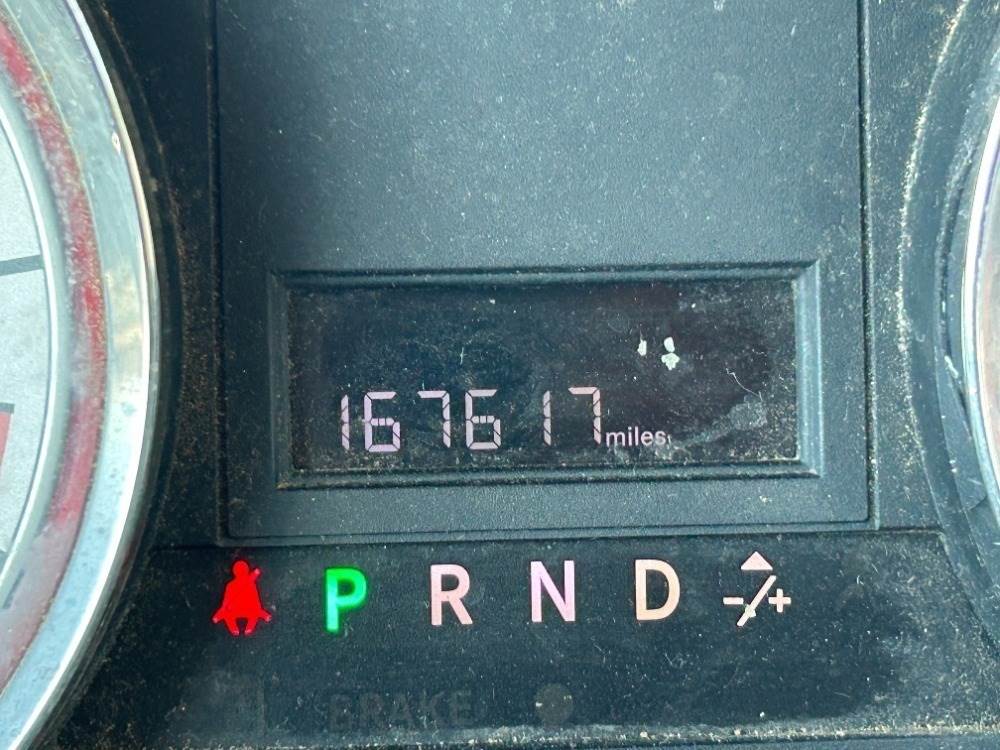 167617 miles
P R N D - / +
BRAKE